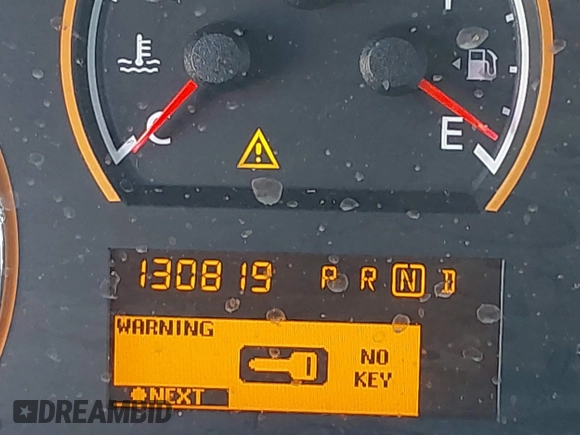 C
E
130819 P R N D
WARNING
NO
KEY
✽NEXT
DREAMBID